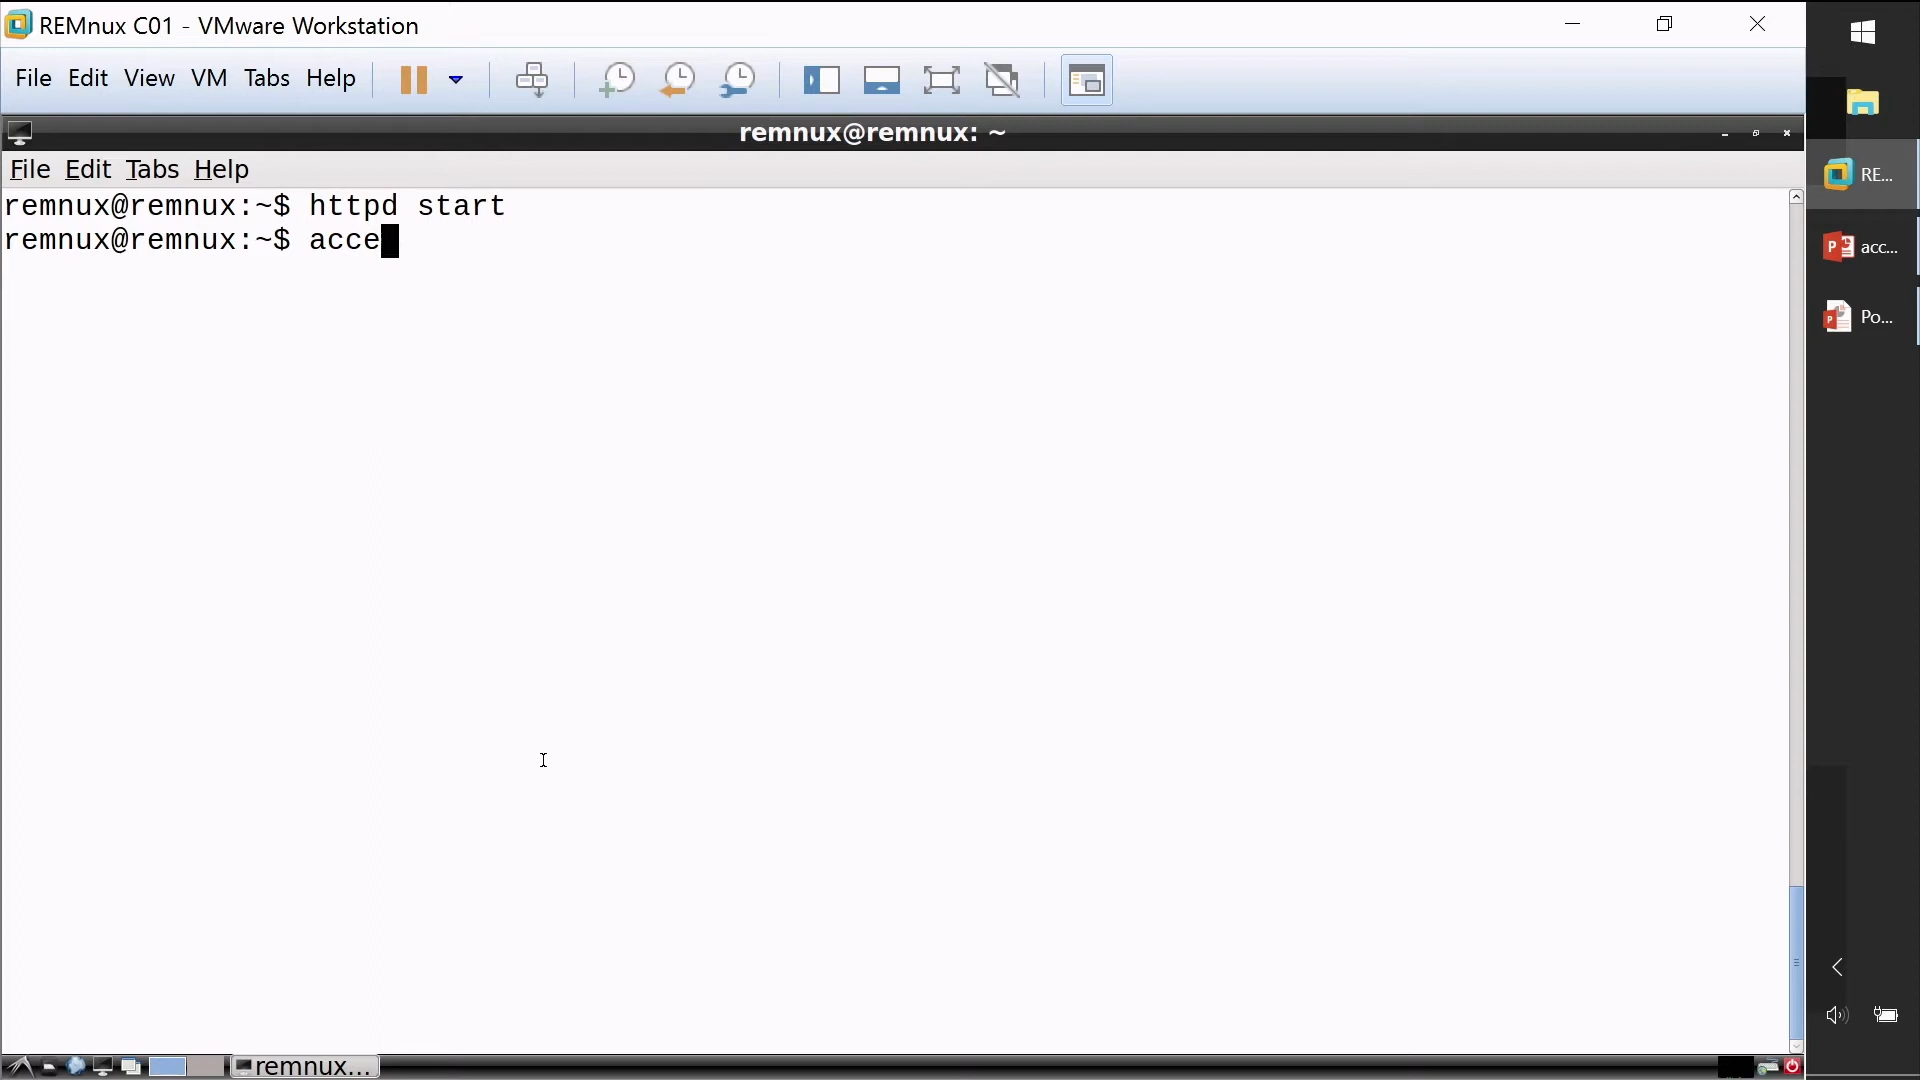 REMnux C01 - VMware Workstation
File Edit View VM Tabs Help
remnux@remnux: ~
File Edit Tabs Help
remnux@remnux:~$ httpd start
remnux@remnux:~$ acce
RE...
acc...
Po...
remnux...